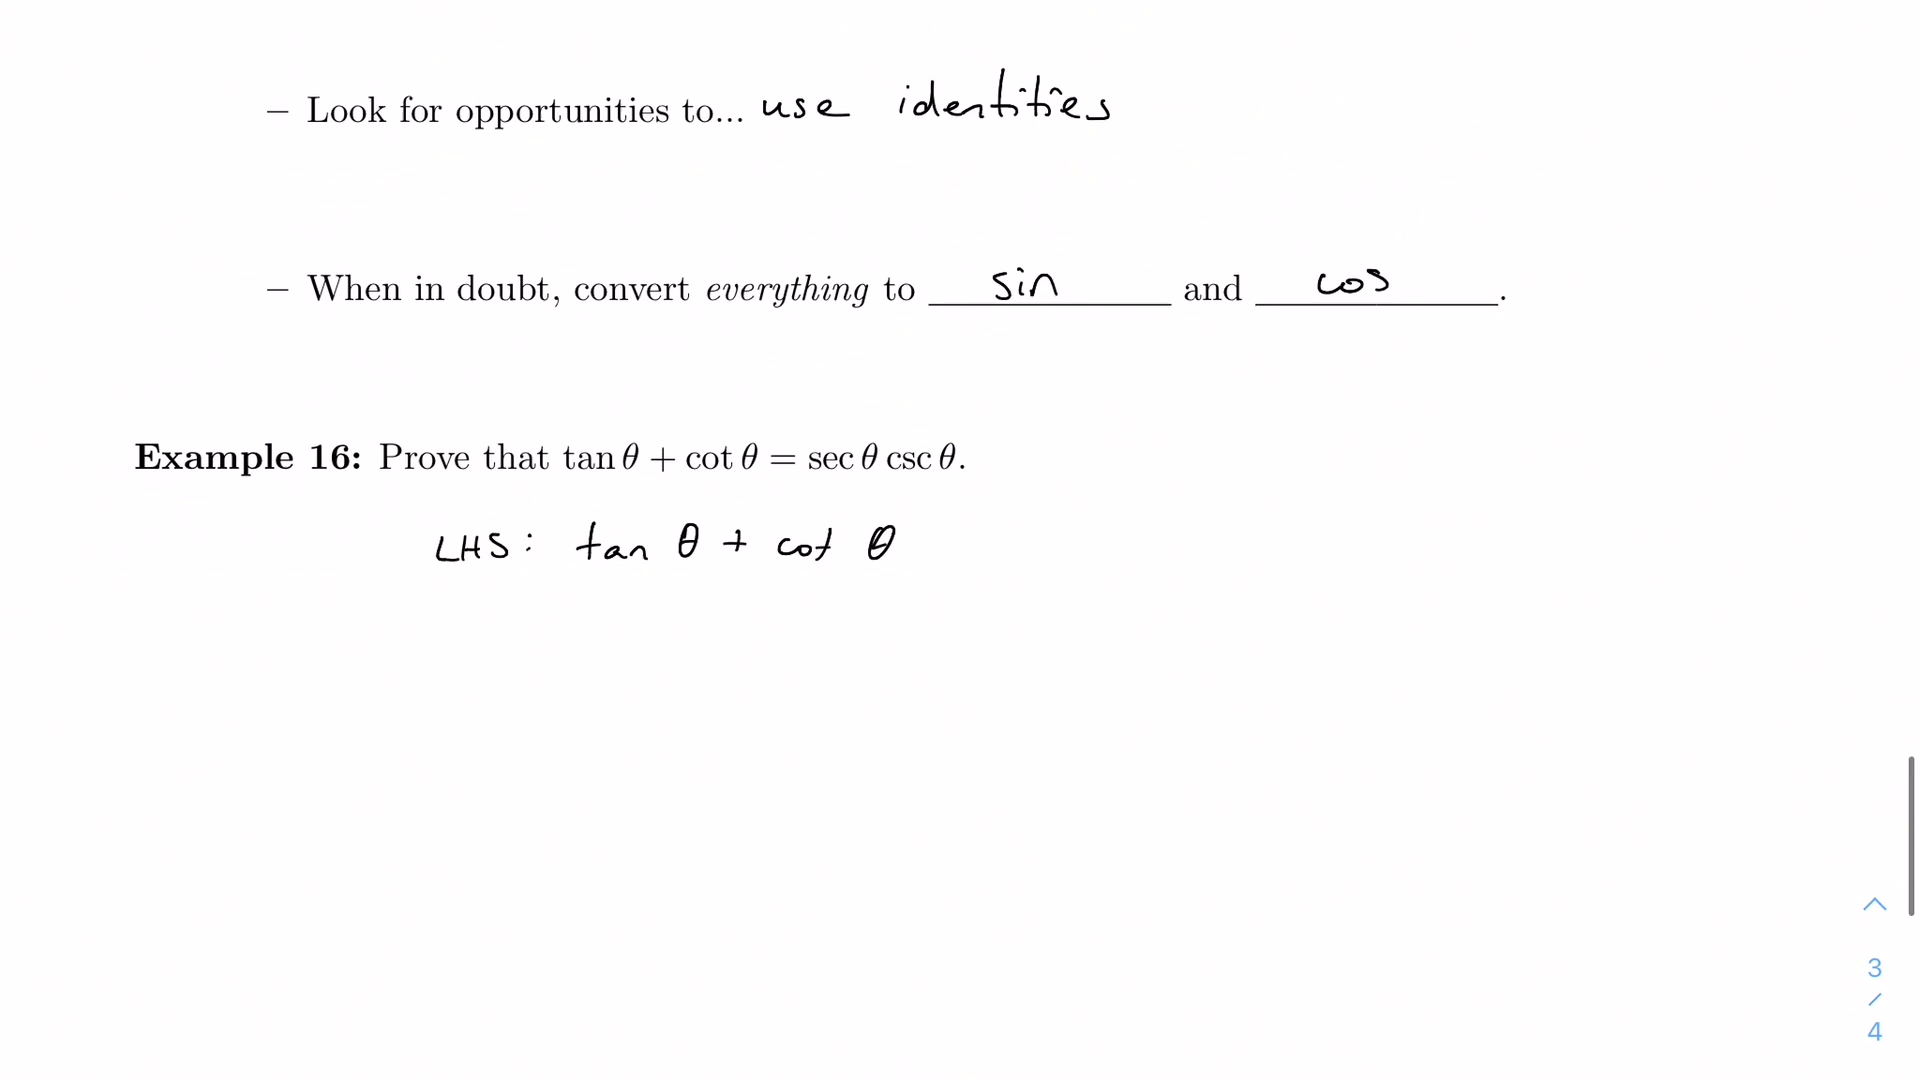 – Look for opportunities to... use identities
– When in doubt, convert everything to sin and cos.
Example 16: Prove that tan θ + cot θ = sec θ csc θ.
LHS: tan θ + cot θ
3
/
4